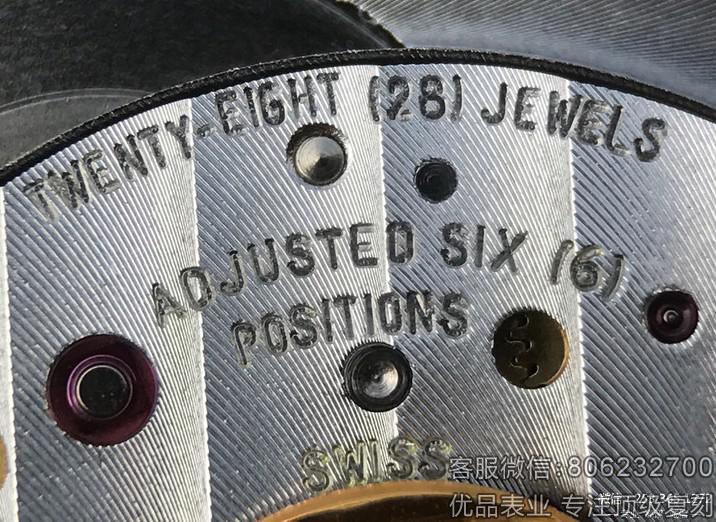 TWENTY-EIGHT (28) JEWELS
ADJUSTED SIX (6)
POSITIONS
SWISS
客服微信:806232700
优品表业 专注顶级复刻